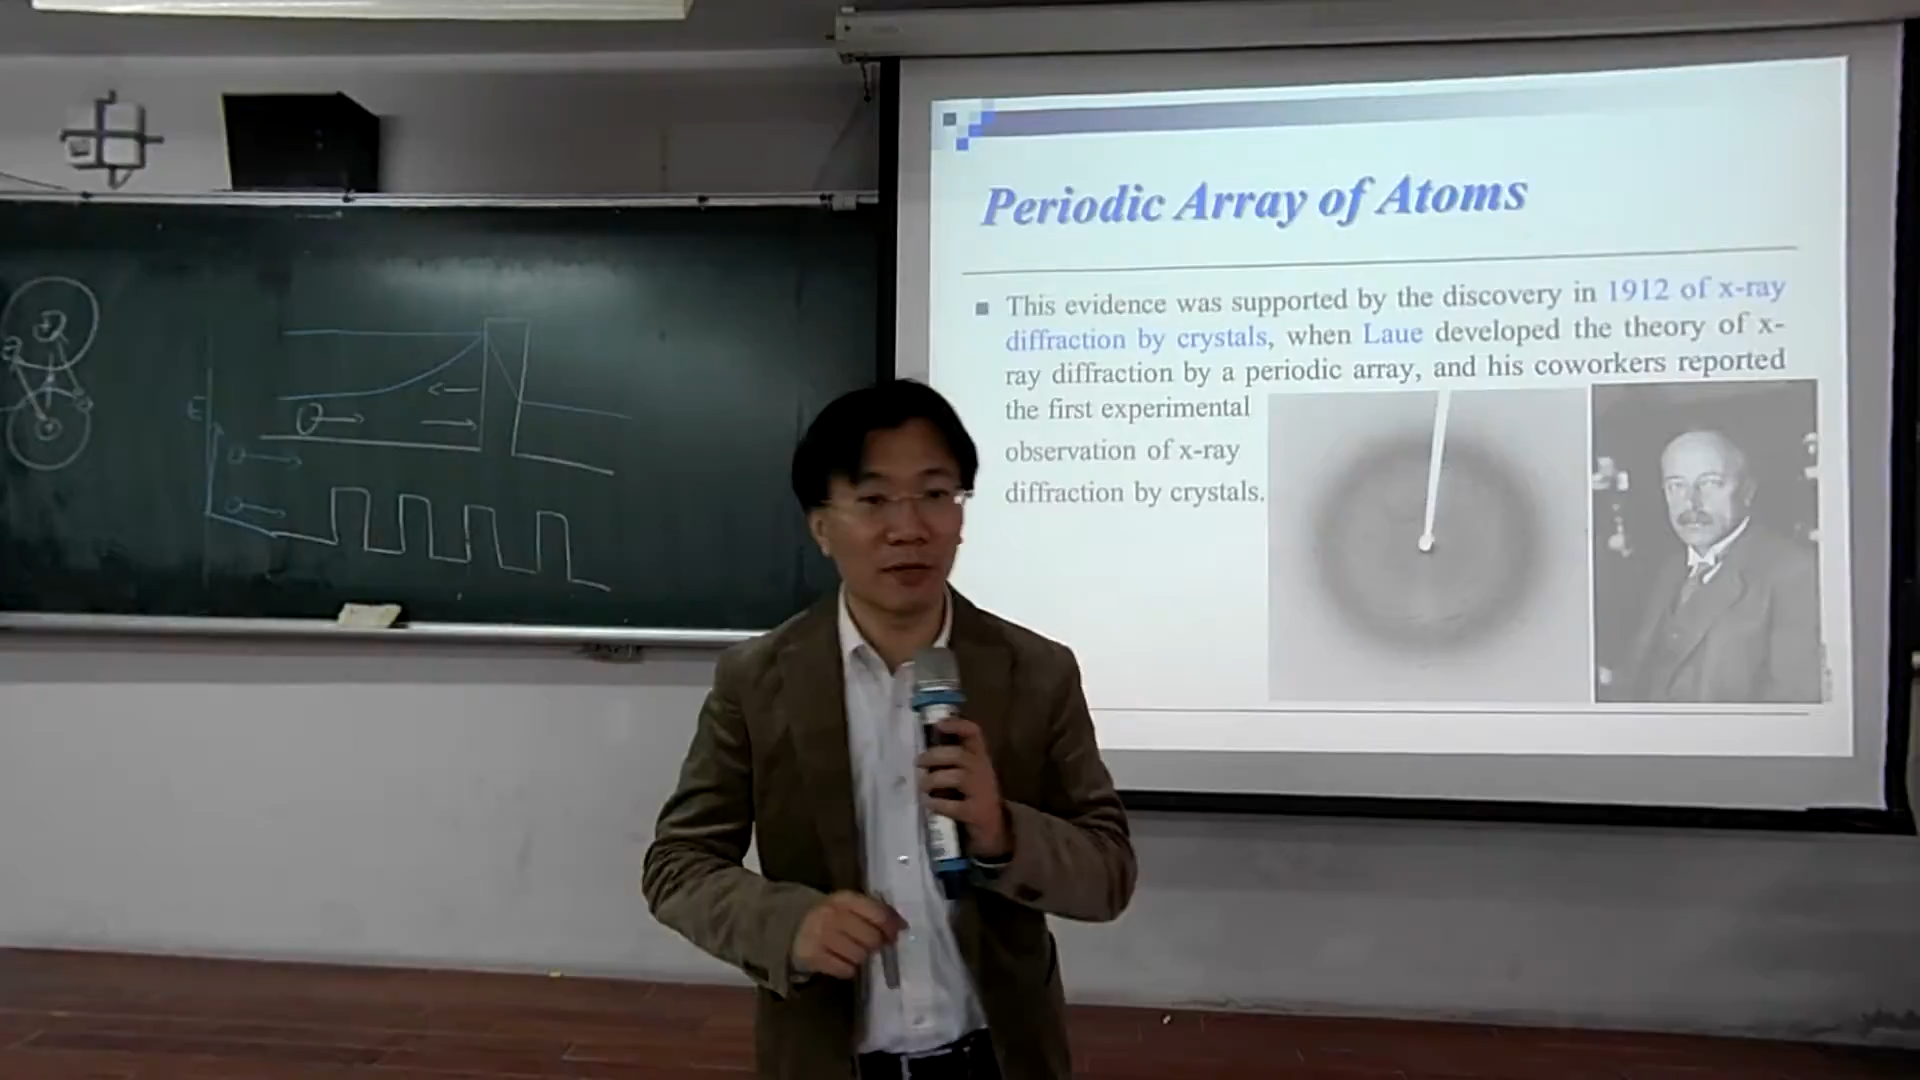 Periodic Array of Atoms
This evidence was supported by the discovery in 1912 of x-ray
diffraction by crystals, when Laue developed the theory of x-
ray diffraction by a periodic array, and his coworkers reported
the first experimental
observation of x-ray
diffraction by crystals.
E